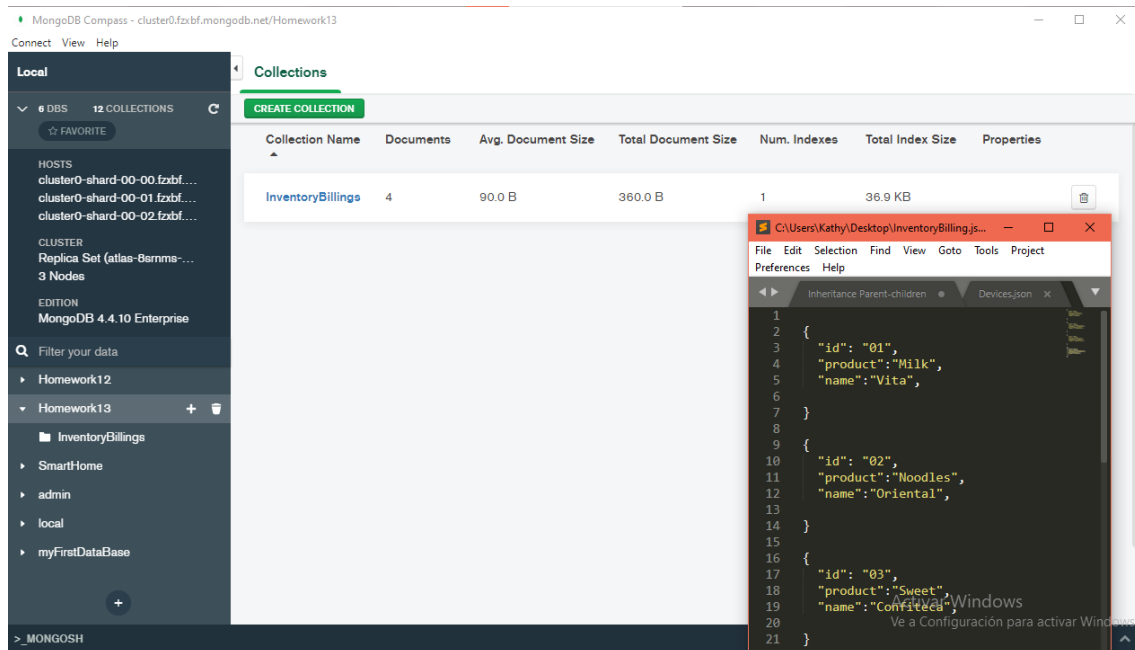 MongoDB Compass - cluster0.fzxbf.mongodb.net/Homework13
Connect View Help
Local
6 DBS 12 COLLECTIONS
☆ FAVORITE
HOSTS
cluster0-shard-00-00.fzxbf....
cluster0-shard-00-01.fzxbf....
cluster0-shard-00-02.fzxbf....
CLUSTER
Replica Set (atlas-8srnms-...
3 Nodes
EDITION
MongoDB 4.4.10 Enterprise
Filter your data
Homework12
Homework13
InventoryBillings
SmartHome
admin
local
myFirstDataBase
+
>_MONGOSH
Collections
CREATE COLLECTION
Collection Name Documents Avg. Document Size Total Document Size Num. Indexes Total Index Size Properties
InventoryBillings 4 90.0 B 360.0 B 1 36.9 KB
C:\Users\Kathy\Desktop\InventoryBilling.js...
File Edit Selection Find View Goto Tools Project
Preferences Help
Inheritance Parent-children Devices.json
1
2 {
3 "id": "01",
4 "product":"Milk",
5 "name":"Vita",
6
7 }
8
9 {
10 "id": "02",
11 "product":"Noodles",
12 "name":"Oriental",
13
14 }
15
16 {
17 "id": "03",
18 "product":"Sweet",
19 "name":"Confiteca",
20
21 }
Activar Windows
Ve a Configuración para activar Windows